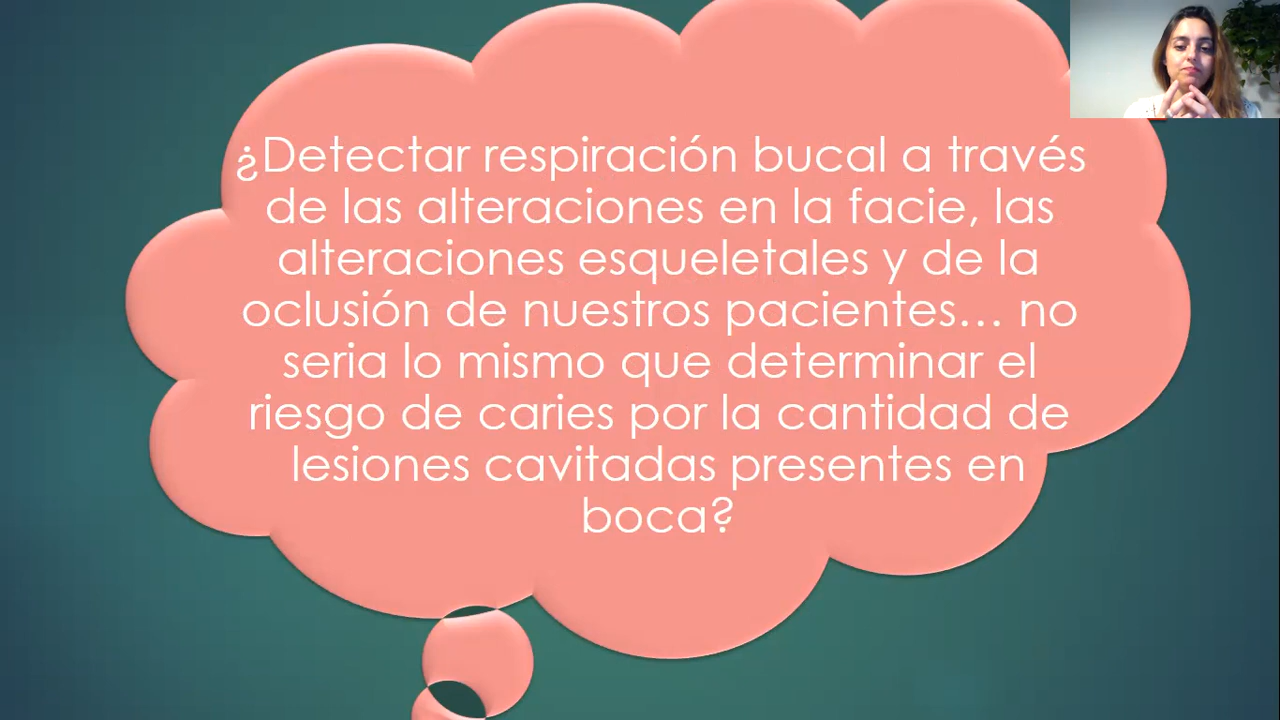 ¿Detectar respiración bucal a través
de las alteraciones en la facie, las
alteraciones esqueletales y de la
oclusión de nuestros pacientes... no
seria lo mismo que determinar el
riesgo de caries por la cantidad de
lesiones cavitadas presentes en
boca?